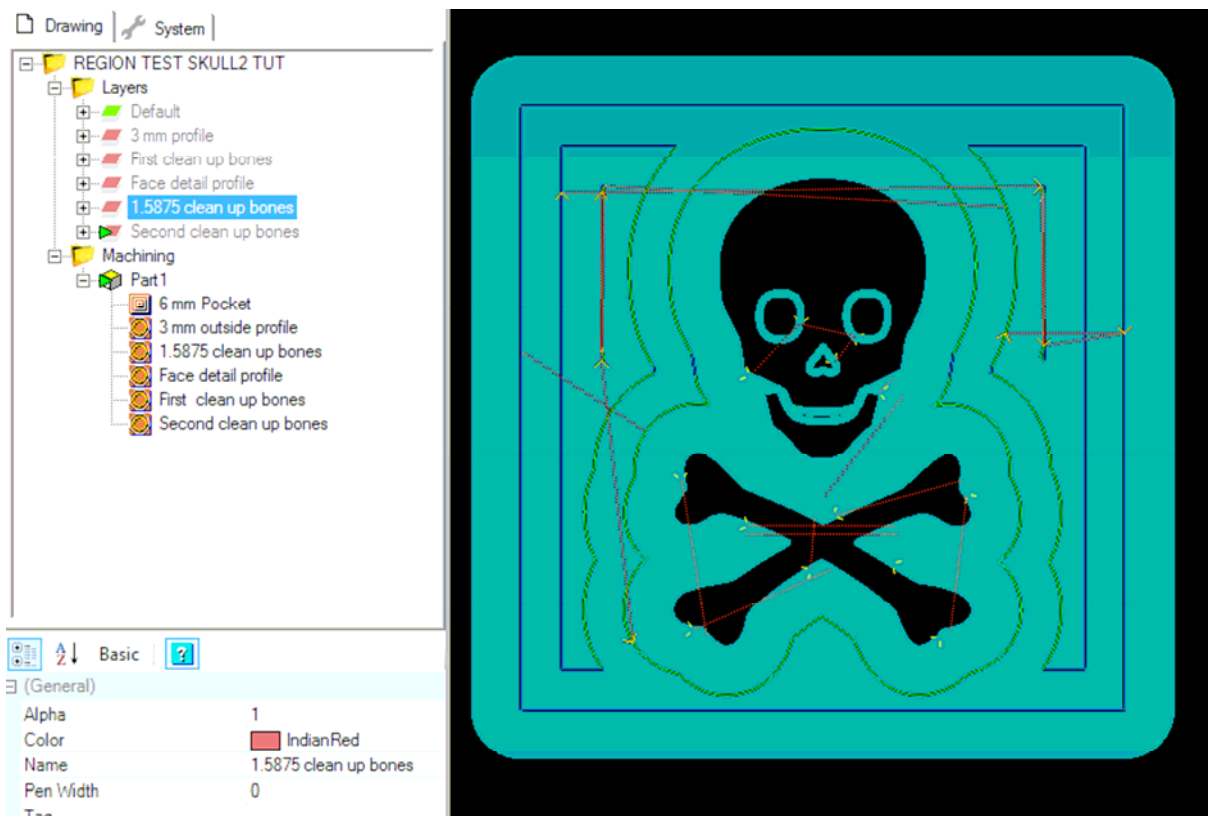 Drawing System
REGION TEST SKULL2 TUT
Layers
Default
3 mm profile
First clean up bones
Face detail profile
1.5875 clean up bones
Second clean up bones
Machining
Part1
6 mm Pocket
3 mm outside profile
1.5875 clean up bones
Face detail profile
First clean up bones
Second clean up bones
A Z Basic ?
(General)
Alpha 1
Color IndianRed
Name 1.5875 clean up bones
Pen Width 0
Tag